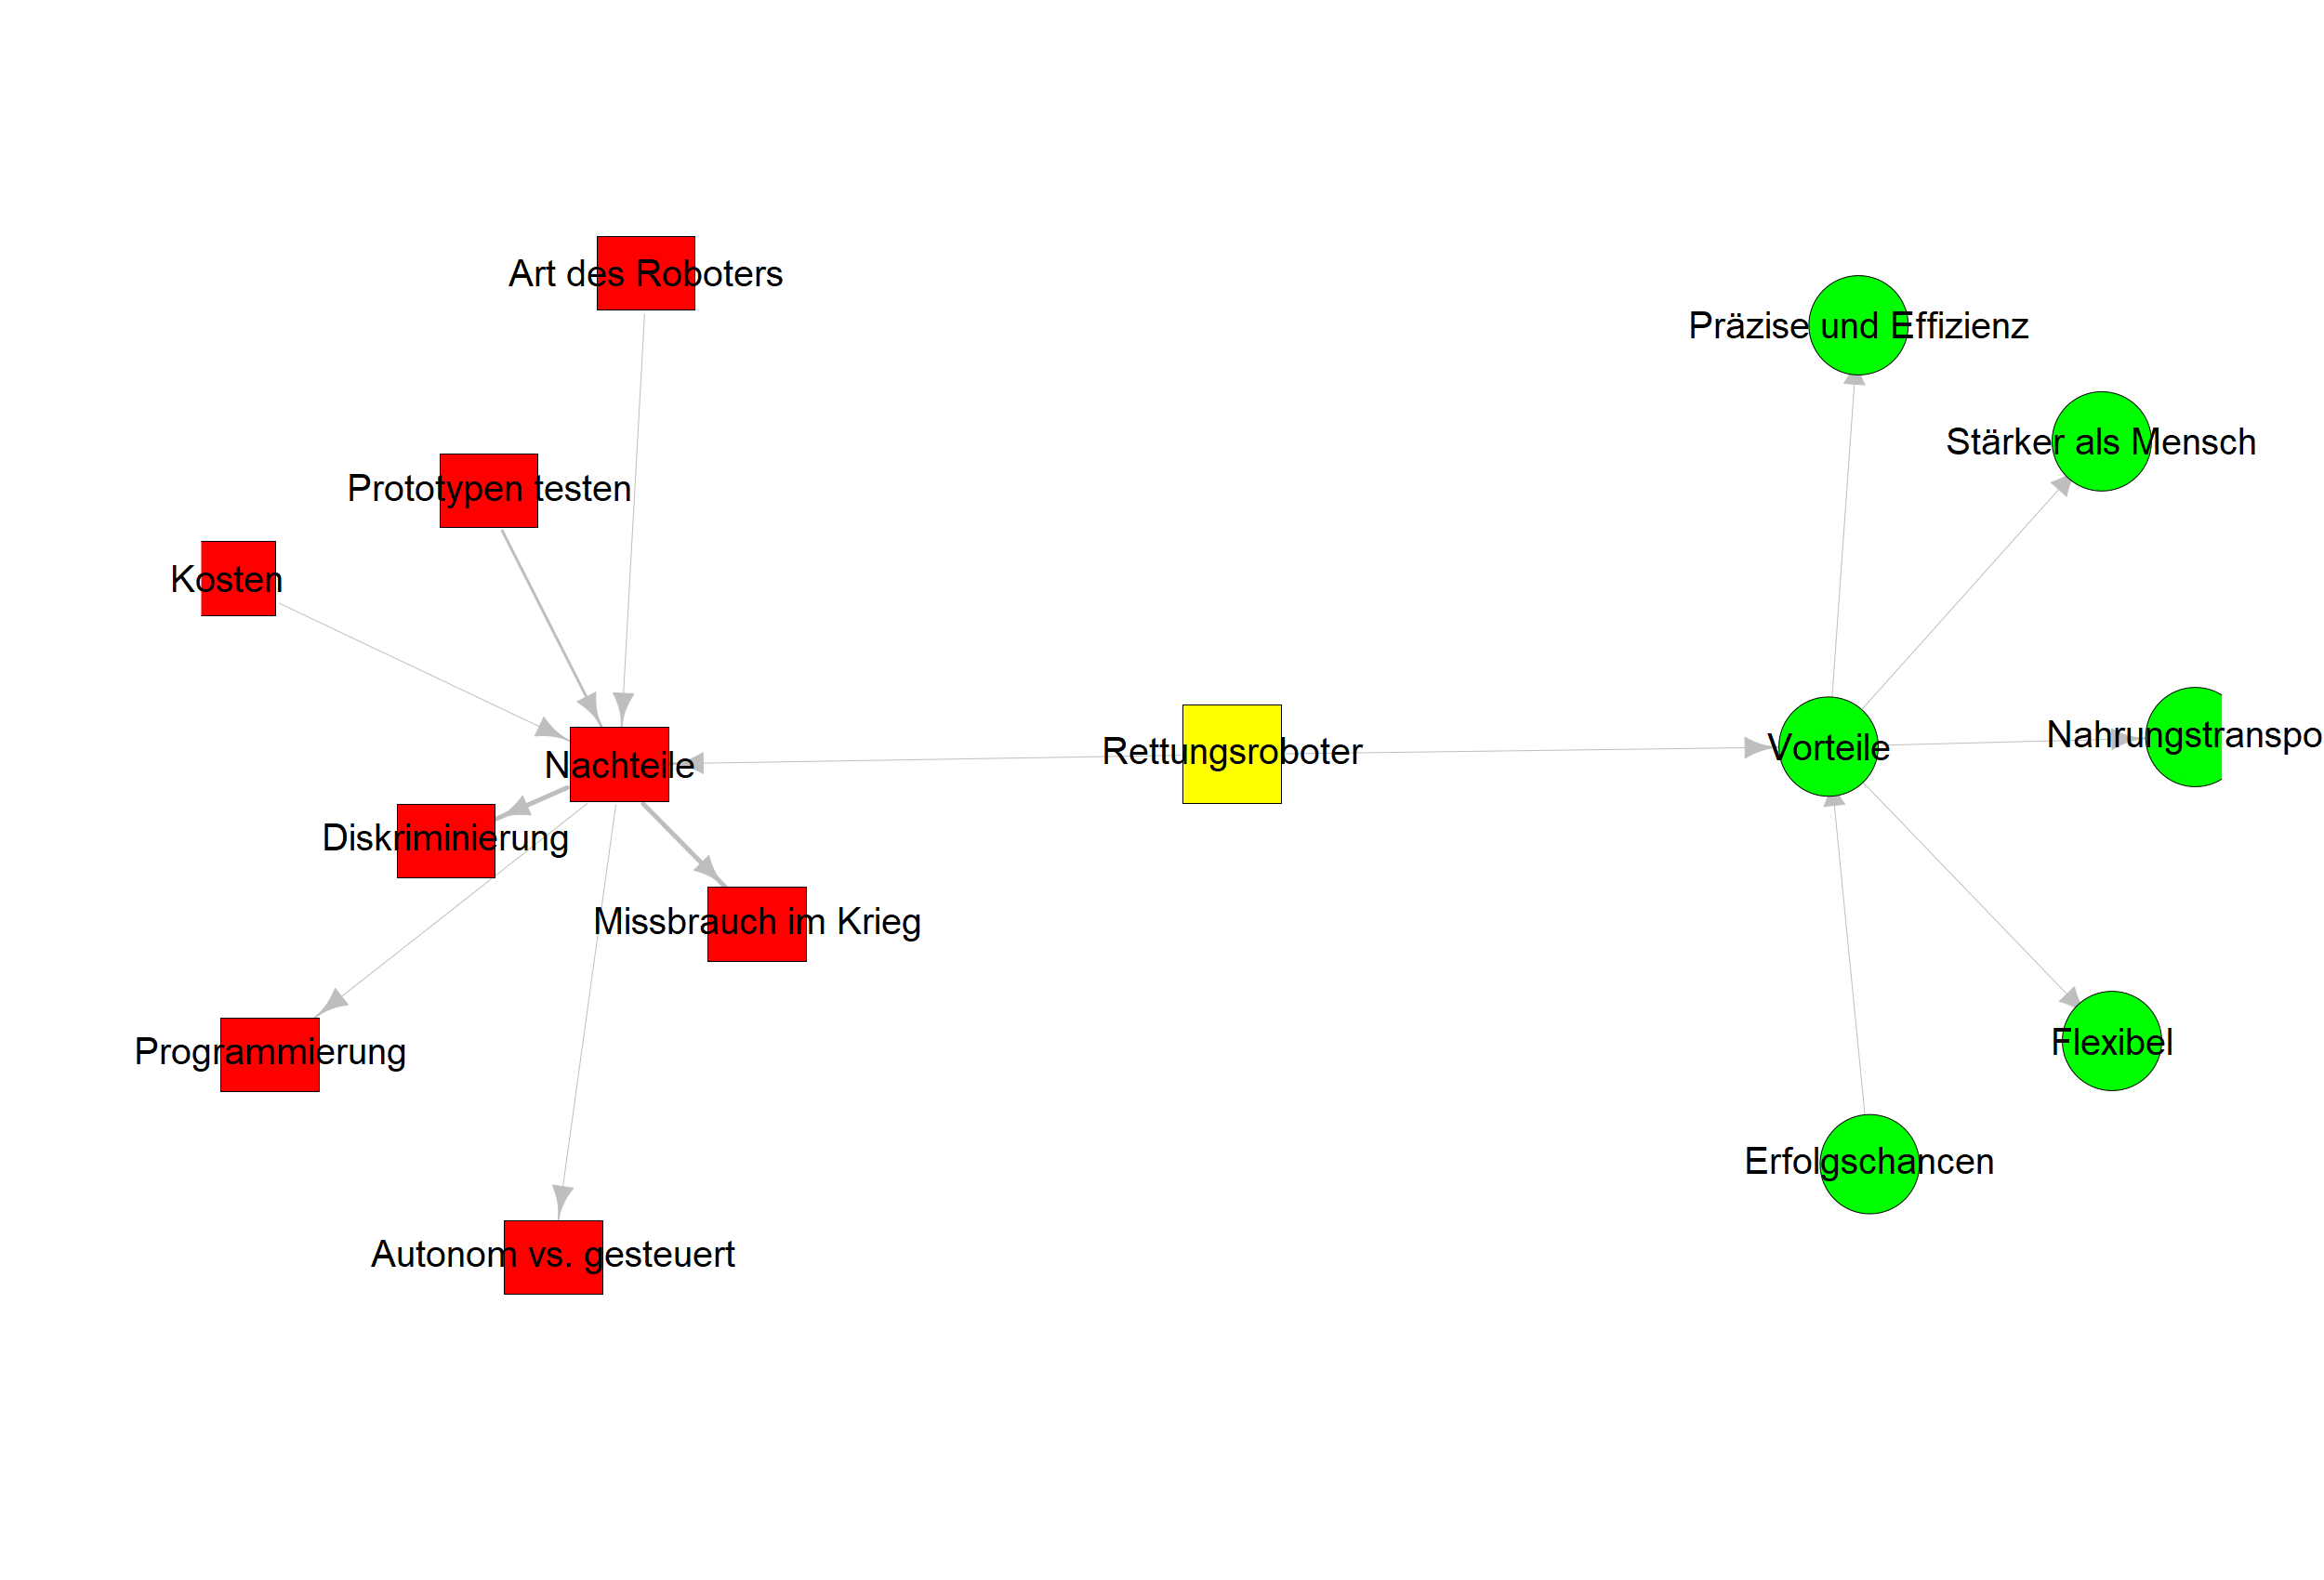 Art des Roboters
Präzise und Effizienz
Stärker als Mensch
Prototypen testen
Kosten
Nachteile
Rettungsroboter
Vorteile
Nahrungstranspo
Diskriminierung
Missbrauch im Krieg
Programmierung
Flexibel
Erfolgschancen
Autonom vs. gesteuert